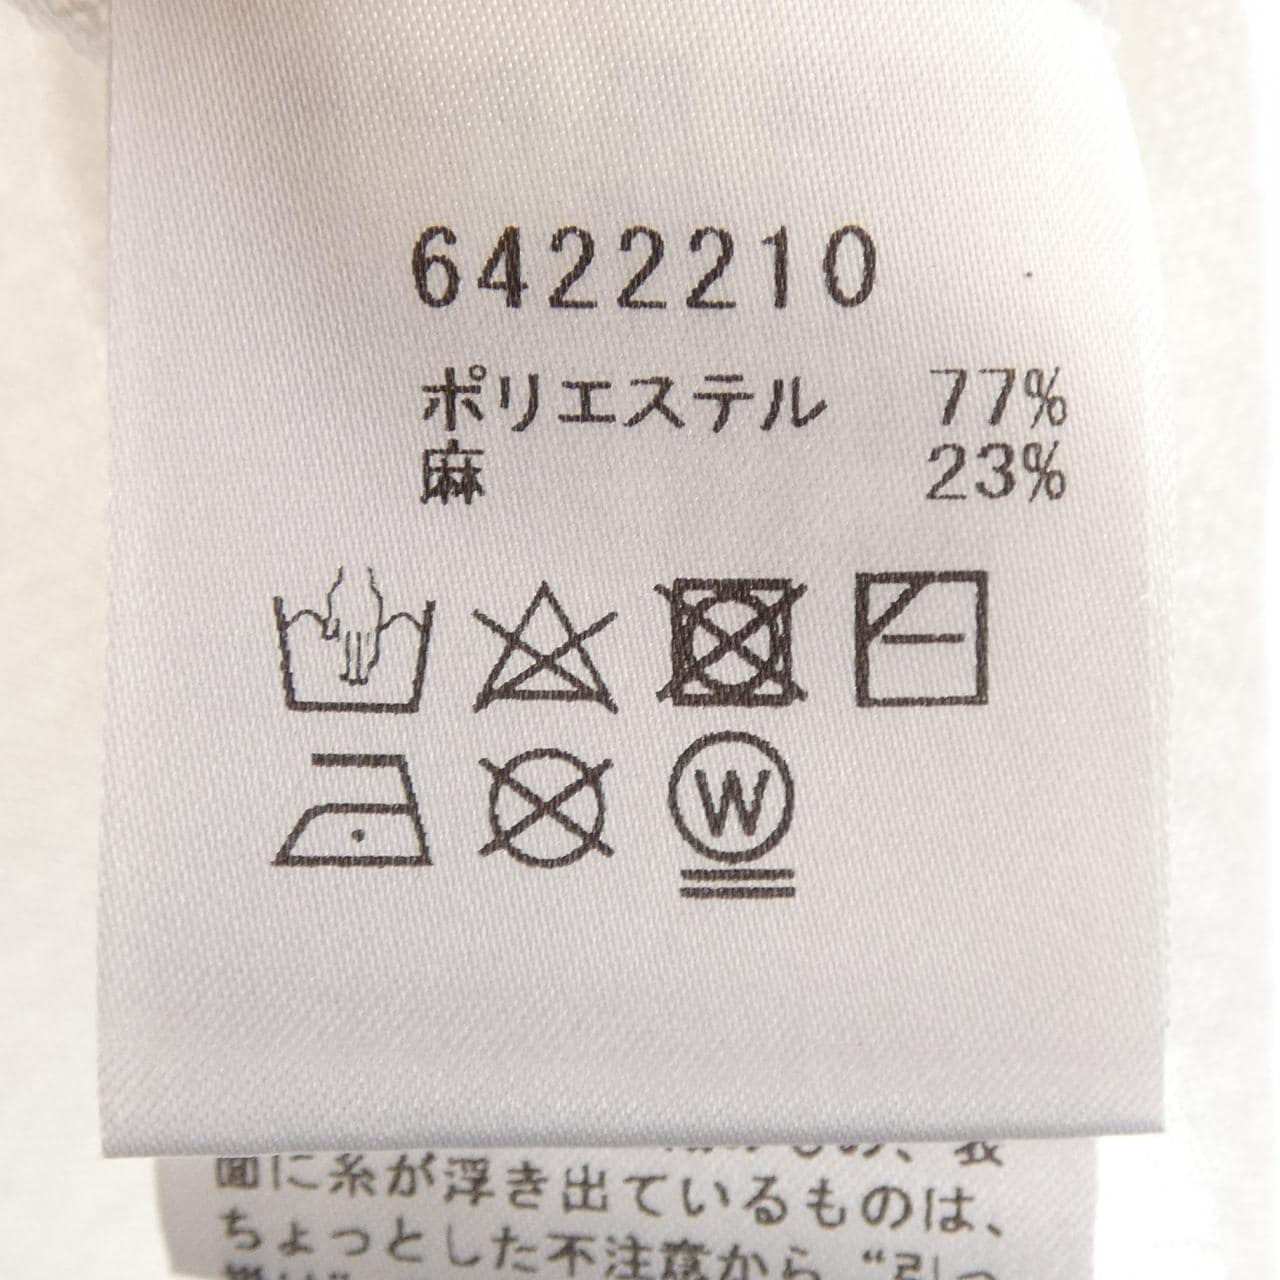 6422210
ポリエステル 77%
麻 23%
W
面に糸が浮き出ているものは、
ちょっとした不注意から“引っ